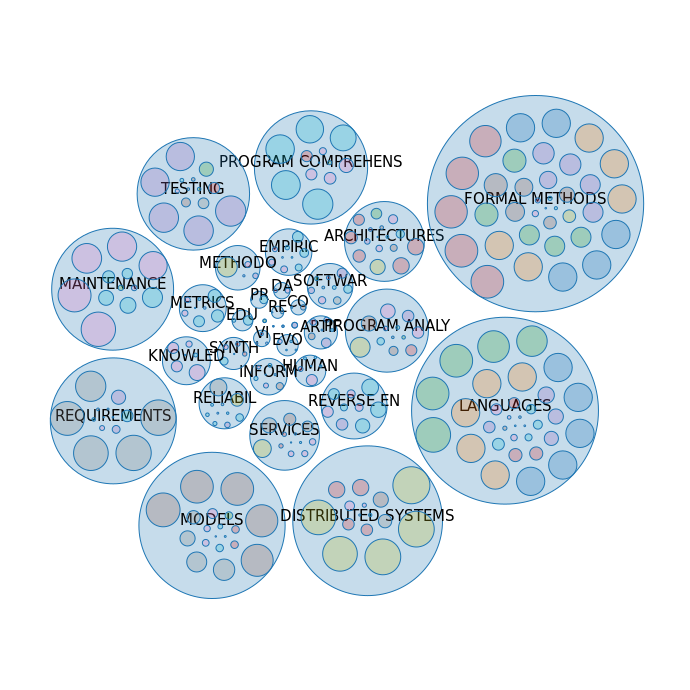 PROGRAM COMPREHENS
TESTING
FORMAL METHODS
ARCHITECTURES
EMPIRIC
METHODO
MAINTENANCE
SOFTWAR
DA
PR
CO
METRICS
RE
EDU
ARTIF
PROGRAM ANALY
VI
EVO
SYNTH
KNOWLED
HUMAN
INFORM
RELIABIL
REVERSE EN
LANGUAGES
REQUIREMENTS
SERVICES
DISTRIBUTED SYSTEMS
MODELS